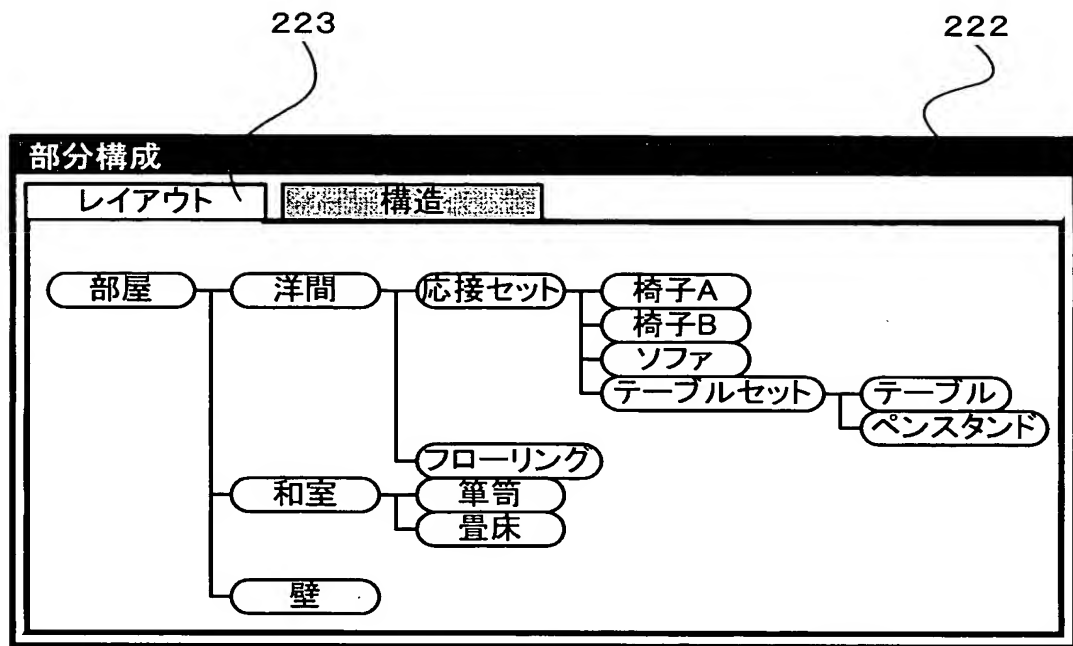 223 222
部分構成
レイアウト 構造
部屋 洋間 応接セット 椅子A
椅子B
ソファ
テーブルセット テーブル
ペンスタンド
フローリング
和室 箪笥
畳床
壁